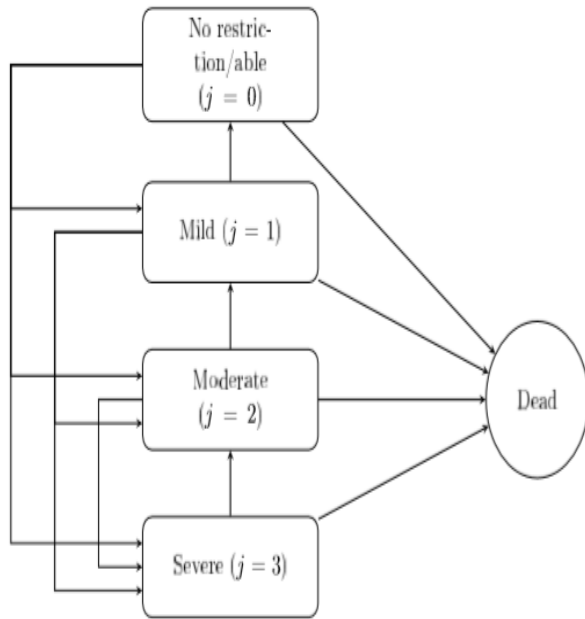 No restric-
tion/able
(j = 0)
Mild (j = 1)
Moderate
(j = 2)
Dead
Severe (j = 3)